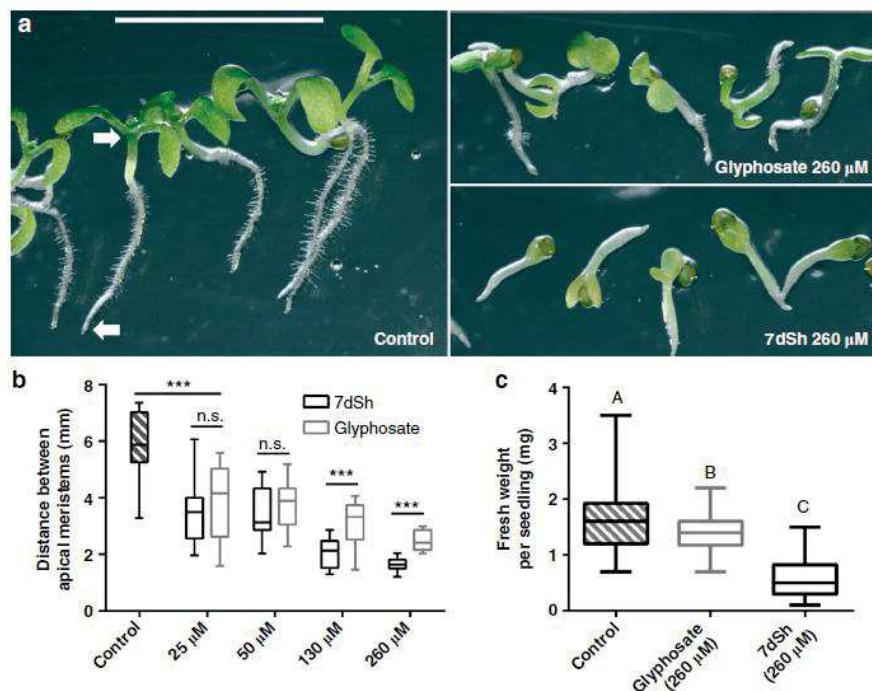 a
Control
Glyphosate 260 µM
7dSh 260 µM
b
Distance between
apical meristems (mm)
8
6
4
2
0
***
n.s.
n.s.
***
***
7dSh
Glyphosate
Control
25 µM
50 µM
130 µM
260 µM
c
Fresh weight
per seedling (mg)
4
3
2
1
0
A
B
C
Control
Glyphosate
(260 µM)
7dSh
(260 µM)